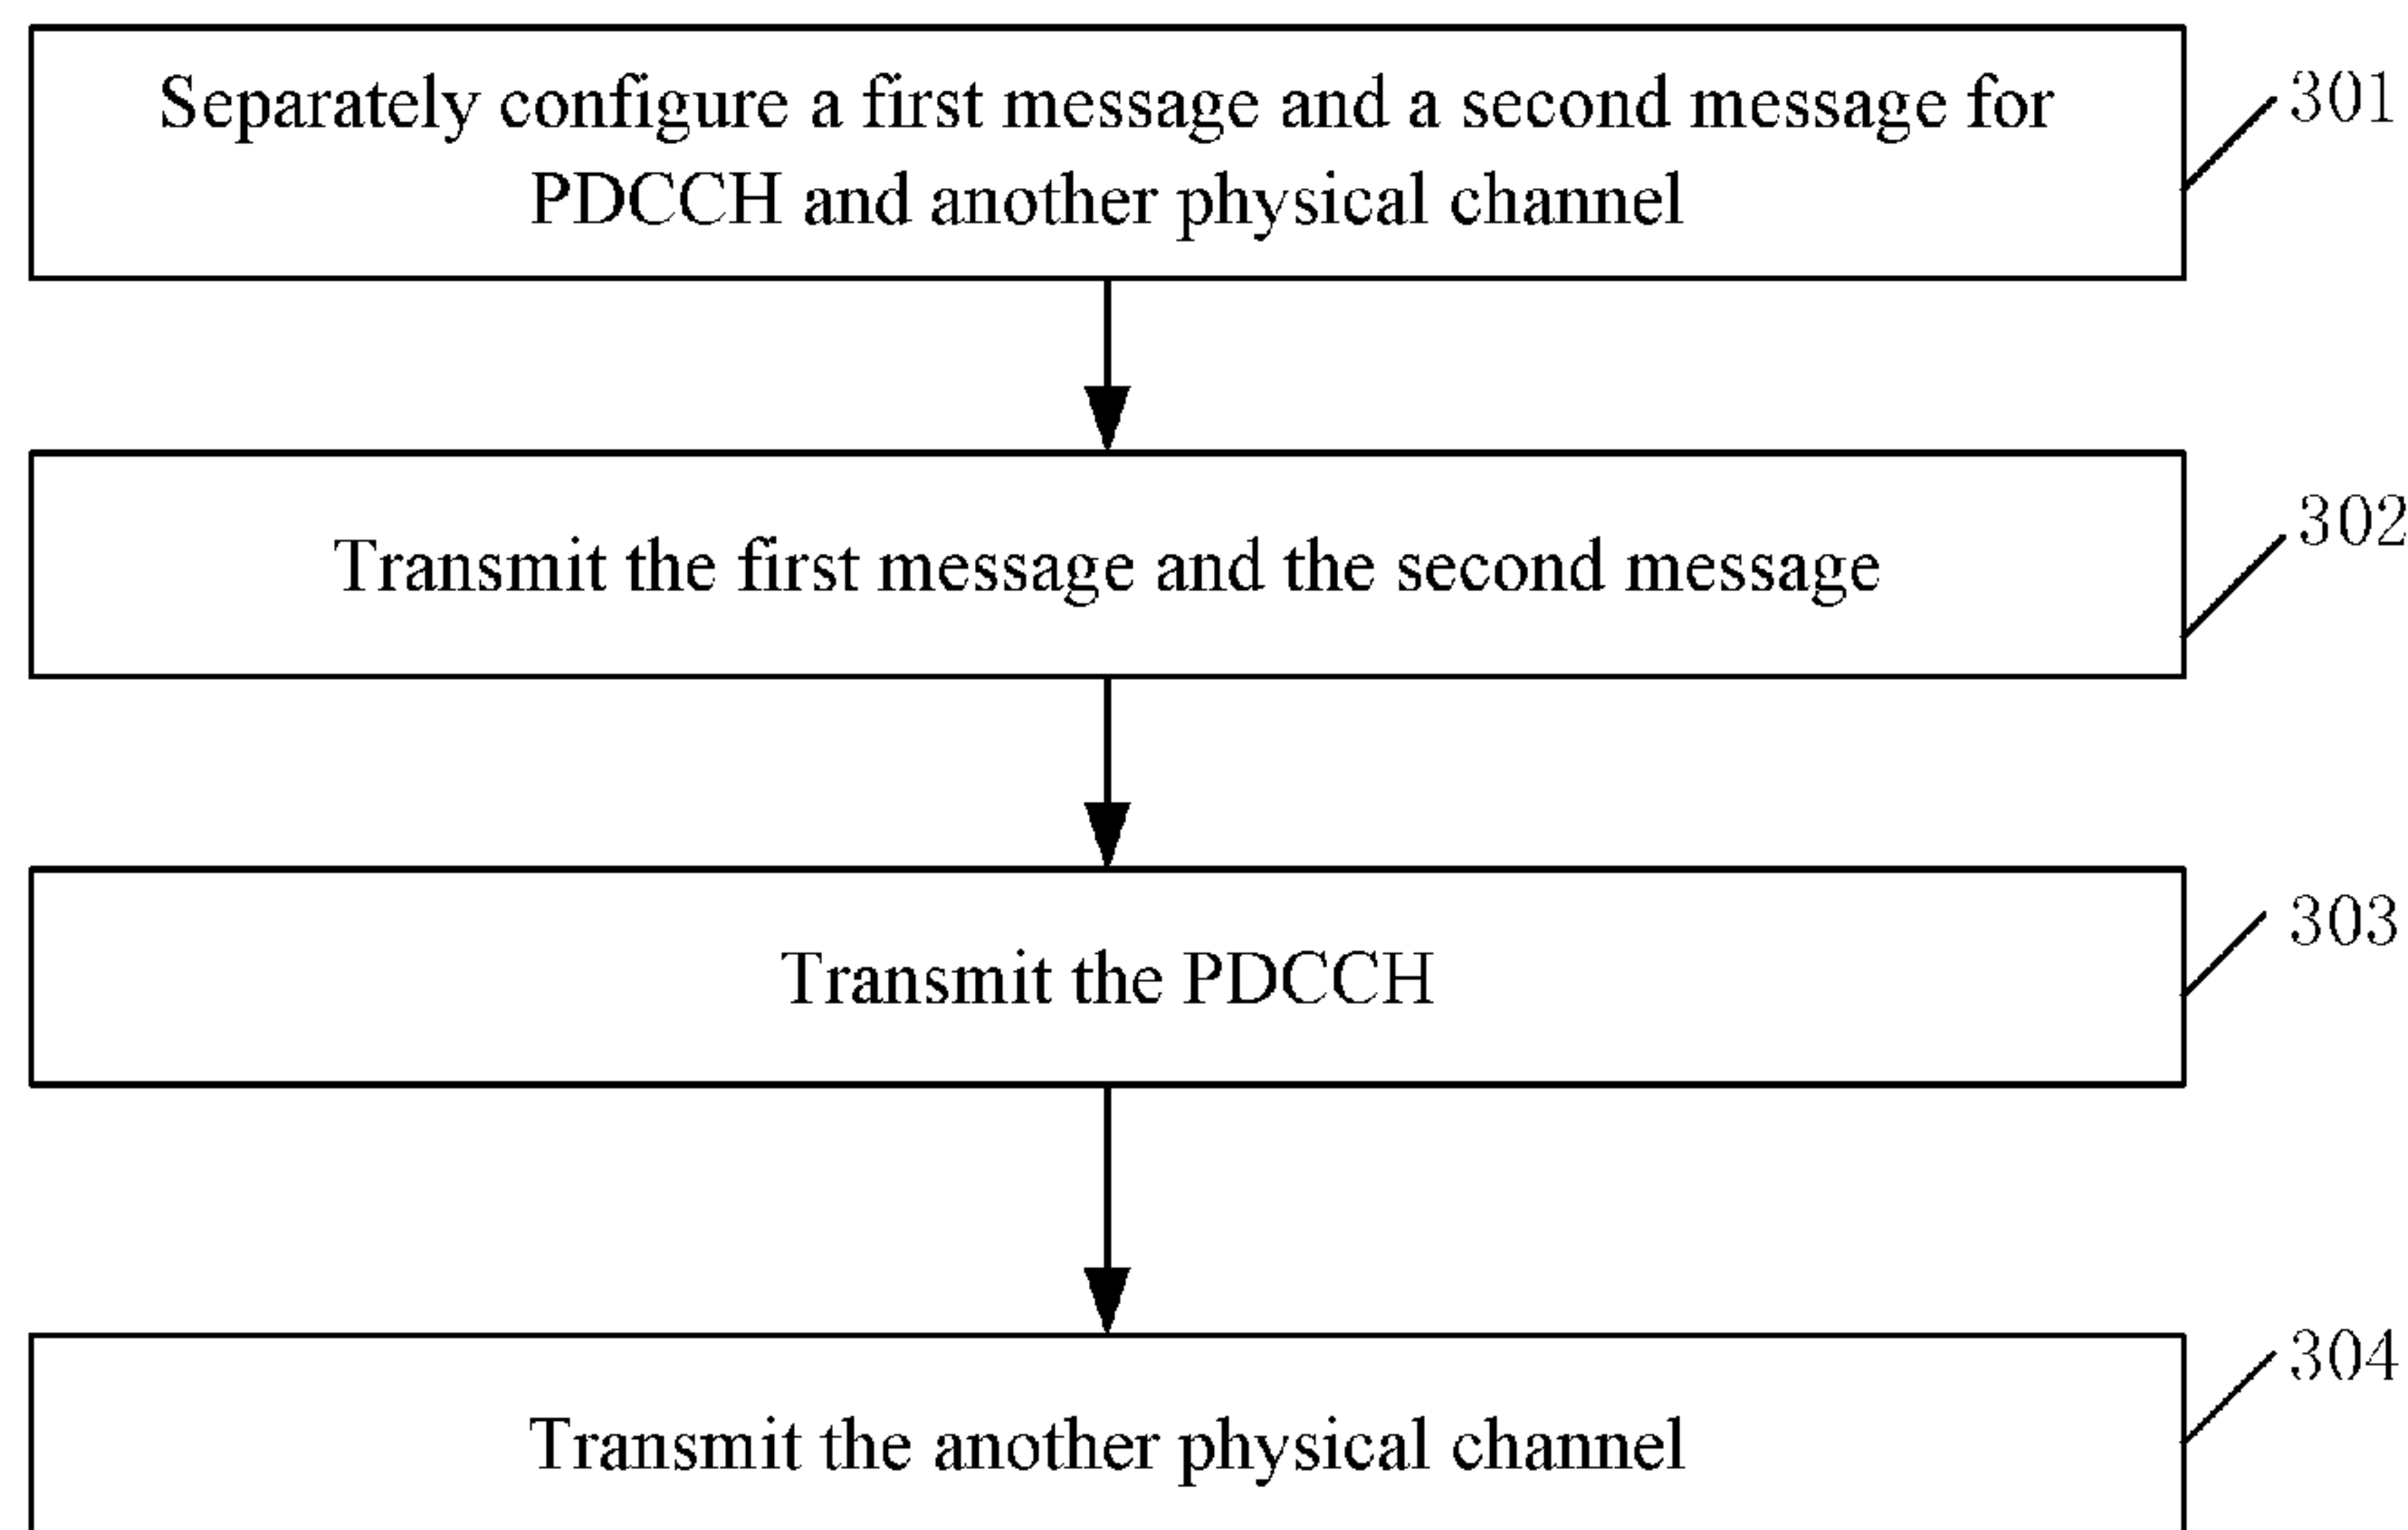 Separately configure a first message and a second message for
PDCCH and another physical channel
301
Transmit the first message and the second message
302
Transmit the PDCCH
303
Transmit the another physical channel
304